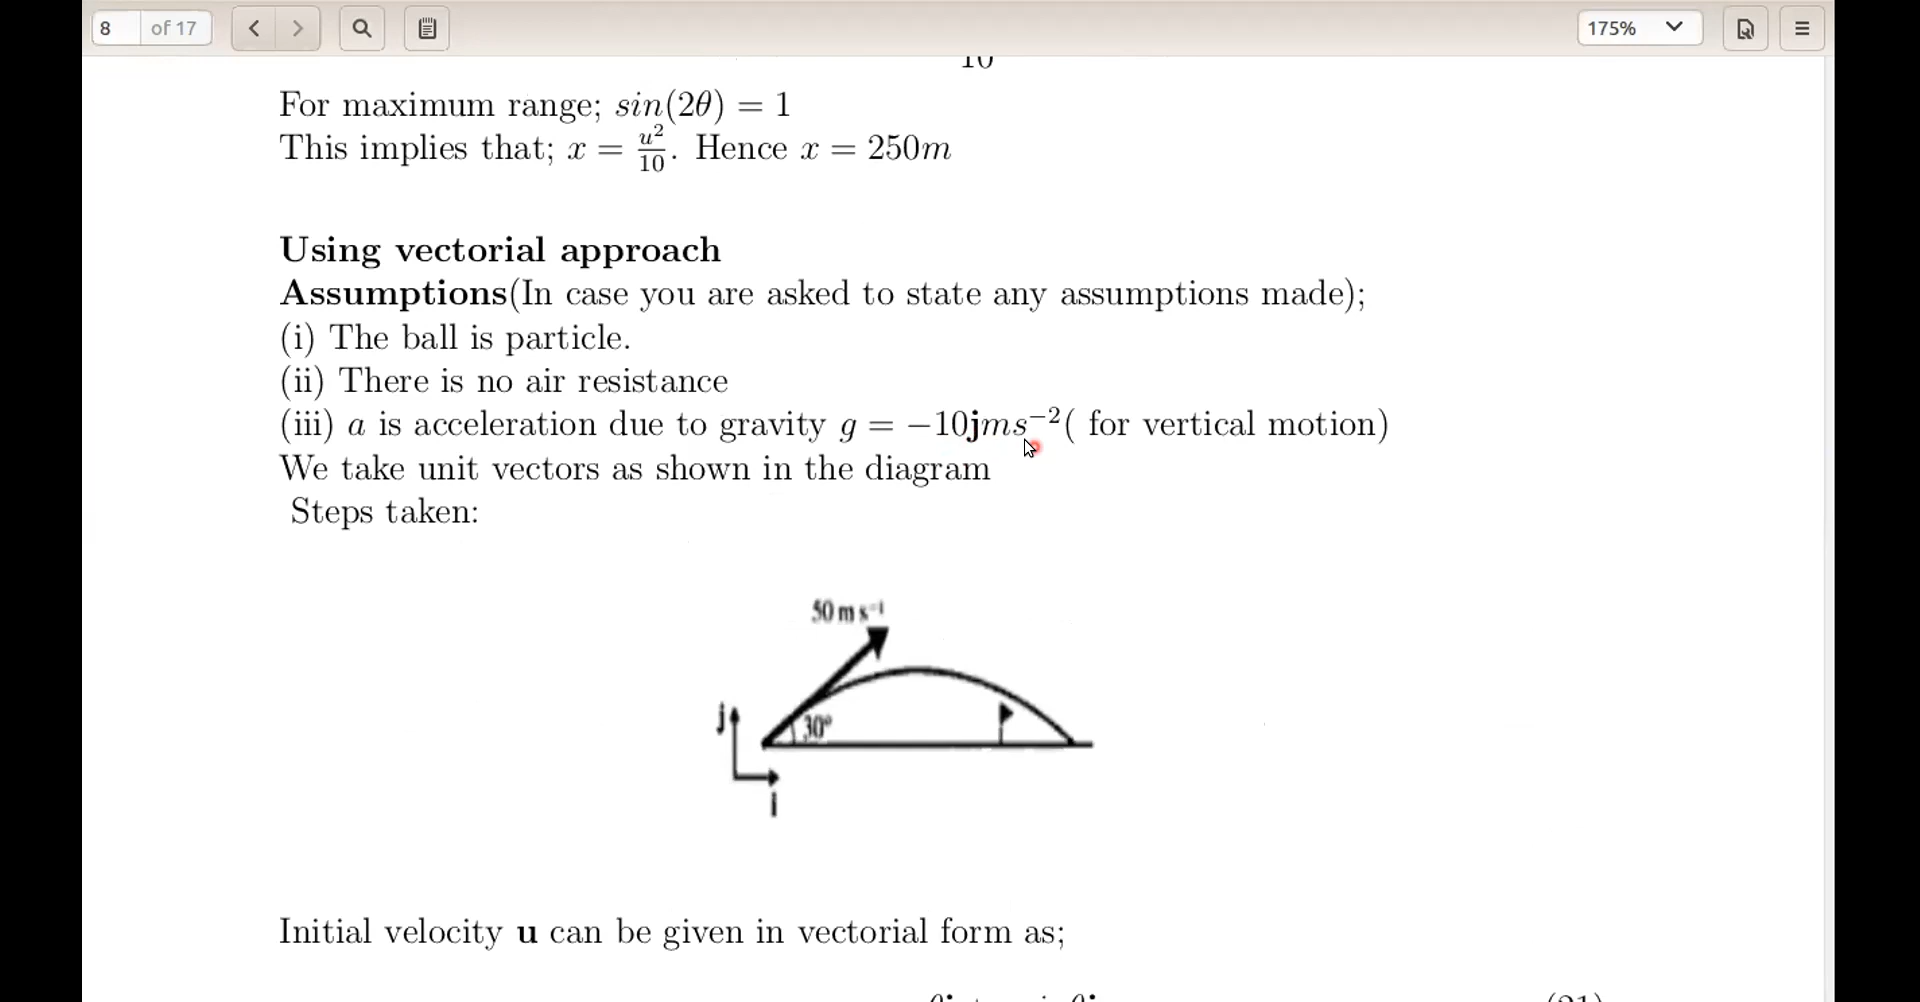 8 of 17 175%
10
For maximum range; sin(2θ) = 1
This implies that; x = u²/10. Hence x = 250m
Using vectorial approach
Assumptions(In case you are asked to state any assumptions made);
(i) The ball is particle.
(ii) There is no air resistance
(iii) a is acceleration due to gravity g = −10jms⁻²( for vertical motion)
We take unit vectors as shown in the diagram
Steps taken:
50 m s⁻¹
j
30°
i
Initial velocity u can be given in vectorial form as;